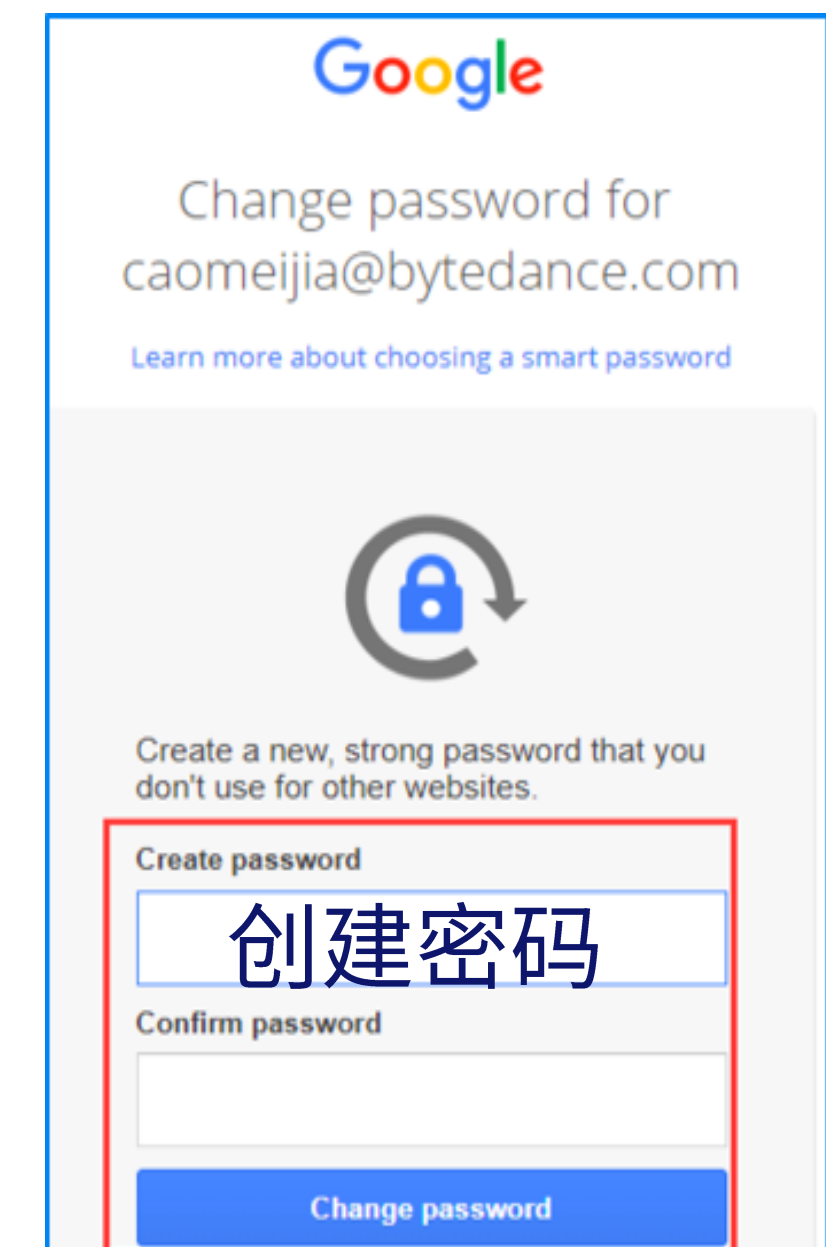 Google
Change password for
caomeijia@bytedance.com
Learn more about choosing a smart password
Create a new, strong password that you
don't use for other websites.
Create password
创建密码
Confirm password
Change password